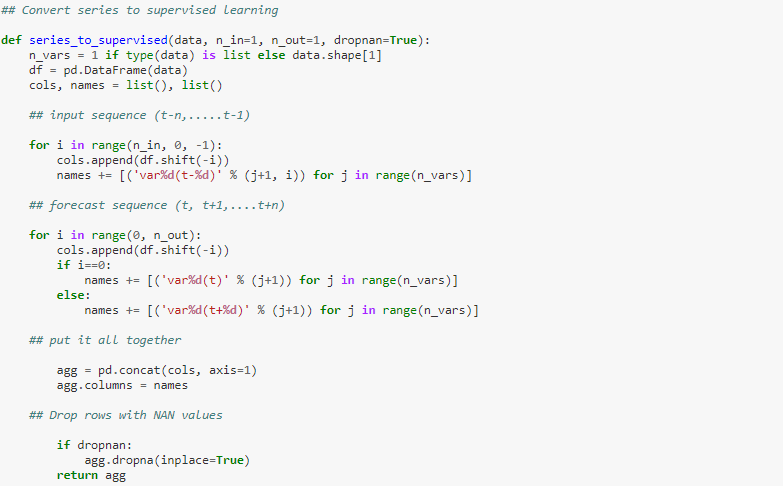 ## Convert series to supervised learning
def series_to_supervised(data, n_in=1, n_out=1, dropnan=True):
    n_vars = 1 if type(data) is list else data.shape[1]
    df = pd.DataFrame(data)
    cols, names = list(), list()
    ## input sequence (t-n,.....t-1)
    for i in range(n_in, 0, -1):
        cols.append(df.shift(-i))
        names += [('var%d(t-%d)' % (j+1, i)) for j in range(n_vars)]
    ## forecast sequence (t, t+1,....t+n)
    for i in range(0, n_out):
        cols.append(df.shift(-i))
        if i==0:
            names += [('var%d(t)' % (j+1)) for j in range(n_vars)]
        else:
            names += [('var%d(t+%d)' % (j+1)) for j in range(n_vars)]
    ## put it all together
        agg = pd.concat(cols, axis=1)
        agg.columns = names
    ## Drop rows with NAN values
        if dropnan:
            agg.dropna(inplace=True)
        return agg